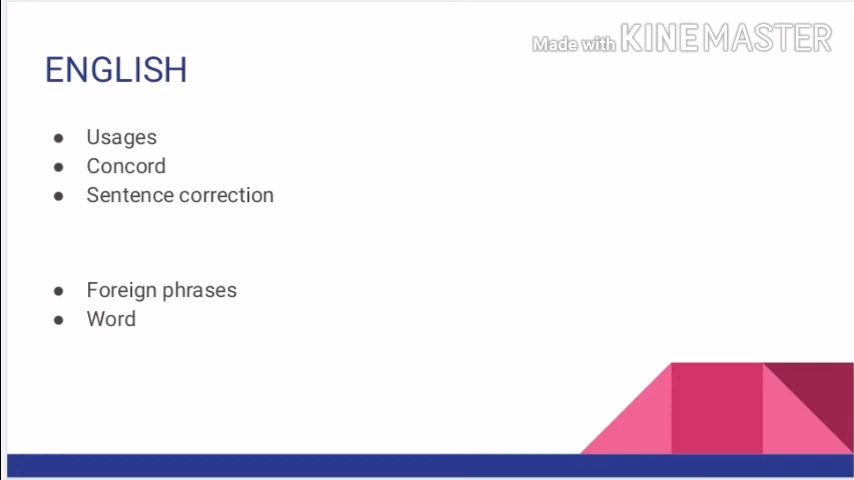 Made with KINEMASTER
ENGLISH
● Usages
● Concord
● Sentence correction
● Foreign phrases
● Word